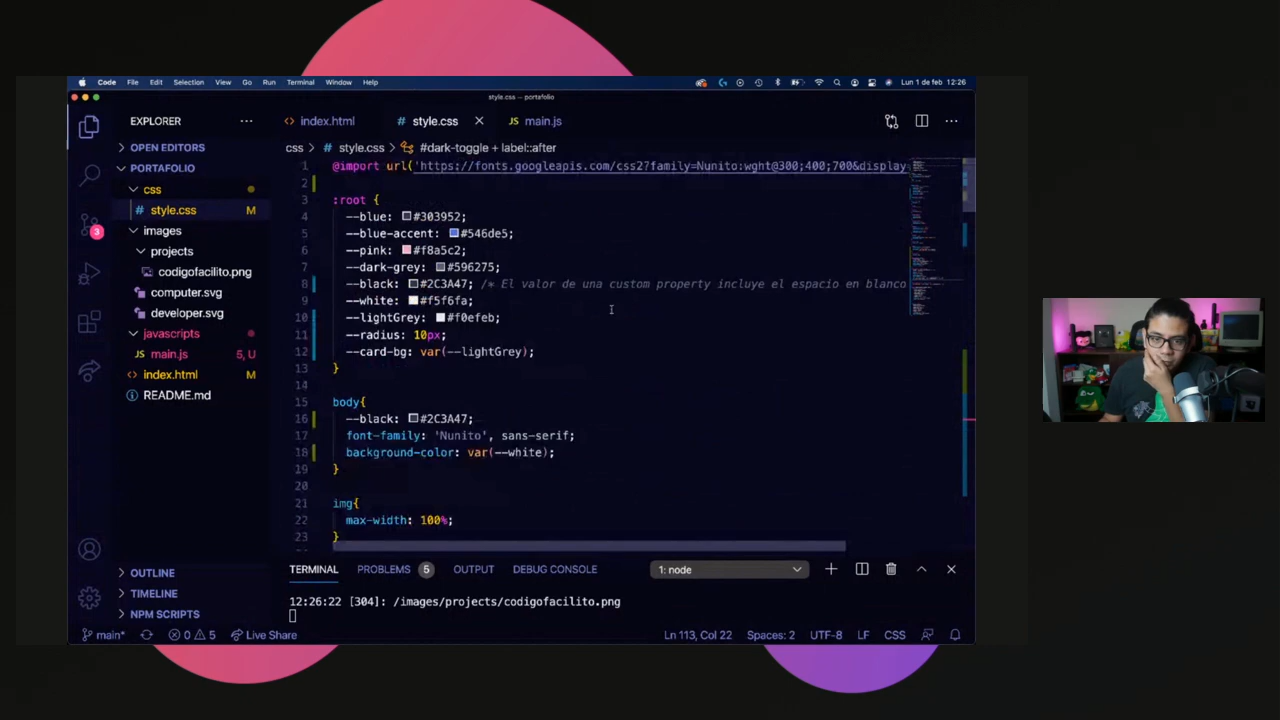 Code File Edit Selection View Go Run Terminal Window Help Lun 1 de feb 12:26
style.css — portafolio
EXPLORER
index.html style.css main.js
OPEN EDITORS
PORTAFOLIO
css
style.css M
images
projects
codigofacilito.png
computer.svg
developer.svg
javascripts
main.js 5, U
index.html M
README.md
OUTLINE
TIMELINE
NPM SCRIPTS
3
css > style.css > #dark-toggle + label::after
1 @import url('https://fonts.googleapis.com/css2?family=Nunito:wght@300;400;700&display=
2
3 :root {
4 --blue: #303952;
5 --blue-accent: #546de5;
6 --pink: #f8a5c2;
7 --dark-grey: #596275;
8 --black: #2C3A47; /* El valor de una custom property incluye el espacio en blanco
9 --white: #f5f6fa;
10 --lightGrey: #f0efeb;
11 --radius: 10px;
12 --card-bg: var(--lightGrey);
13 }
14
15 body{
16 --black: #2C3A47;
17 font-family: 'Nunito', sans-serif;
18 background-color: var(--white);
19 }
20
21 img{
22 max-width: 100%;
23 }
TERMINAL PROBLEMS 5 OUTPUT DEBUG CONSOLE 1: node
12:26:22 [304]: /images/projects/codigofacilito.png
main* 0 5 Live Share Ln 113, Col 22 Spaces: 2 UTF-8 LF CSS